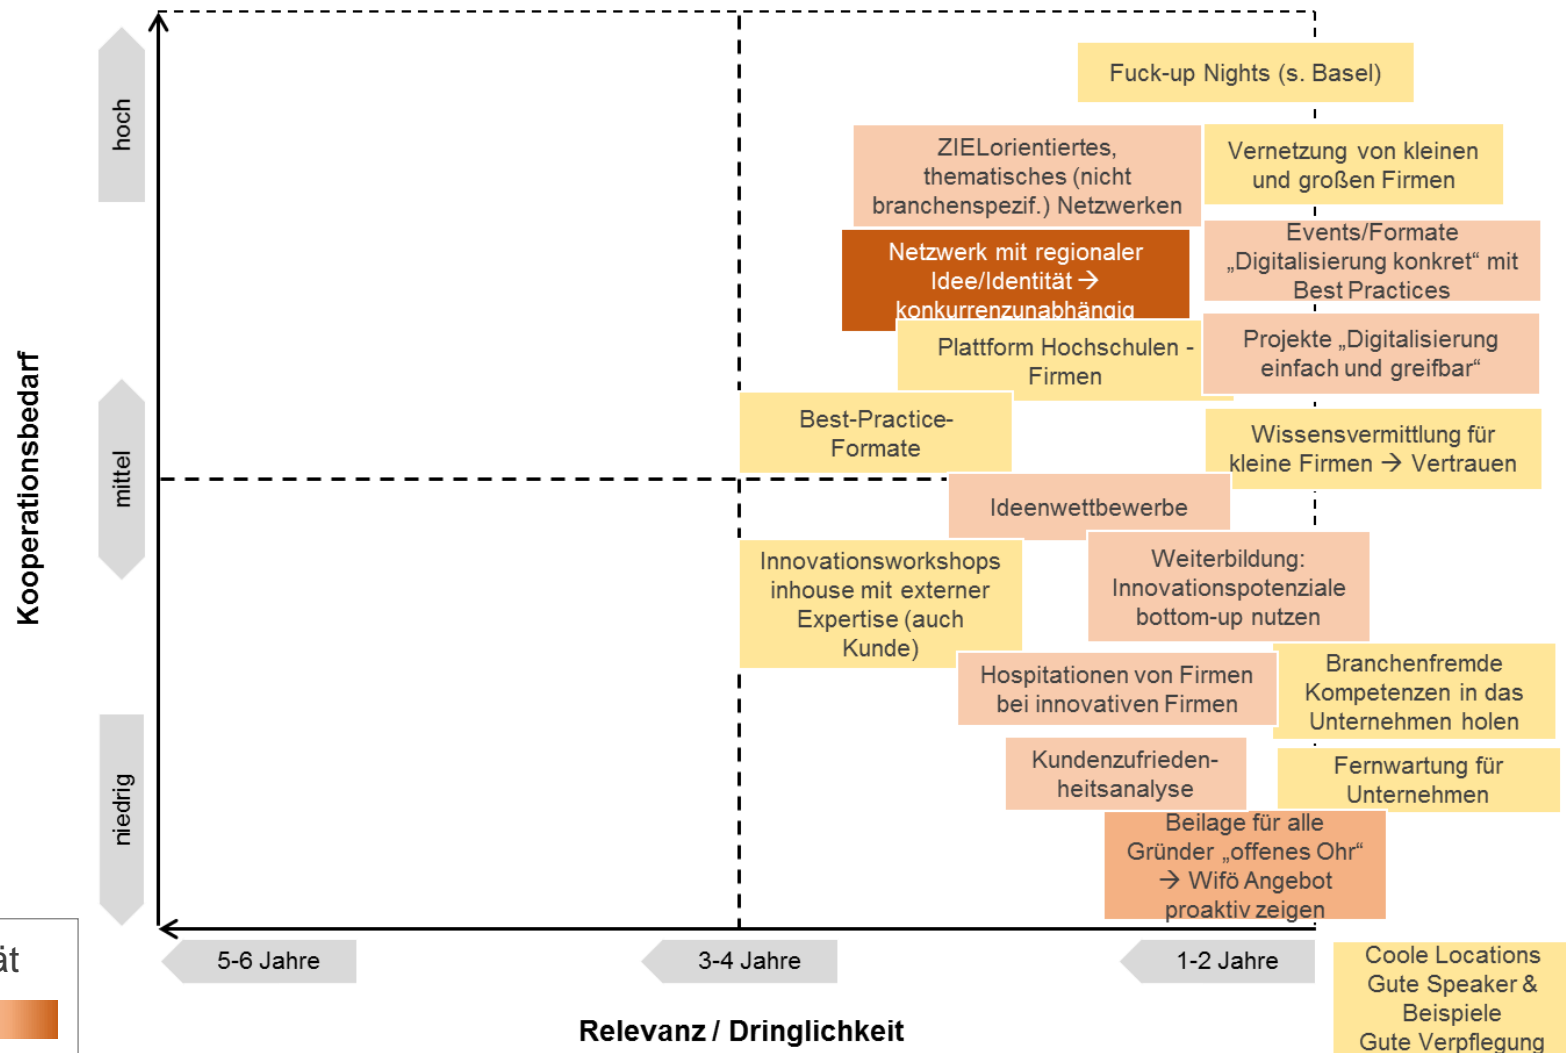 Fuck-up Nights (s. Basel)
ZIELorientiertes,
thematisches (nicht
branchenspezif.) Netzwerken
Vernetzung von kleinen
und großen Firmen
Netzwerk mit regionaler
Idee/Identität →
konkurrenzunabhängig
Events/Formate
„Digitalisierung konkret“ mit
Best Practices
Plattform Hochschulen -
Firmen
Projekte „Digitalisierung
einfach und greifbar“
Best-Practice-
Formate
Wissensvermittlung für
kleine Firmen → Vertrauen
Ideenwettbewerbe
Innovationsworkshops
inhouse mit externer
Expertise (auch
Kunde)
Weiterbildung:
Innovationspotenziale
bottom-up nutzen
Hospitationen von Firmen
bei innovativen Firmen
Branchenfremde
Kompetenzen in das
Unternehmen holen
Kundenzufrieden-
heitsanalyse
Fernwartung für
Unternehmen
Beilage für alle
Gründer „offenes Ohr“
→ Wifö Angebot
proaktiv zeigen
Coole Locations
Gute Speaker &
Beispiele
Gute Verpflegung
Kooperationsbedarf
hoch
mittel
niedrig
5-6 Jahre
3-4 Jahre
1-2 Jahre
Relevanz / Dringlichkeit
ät